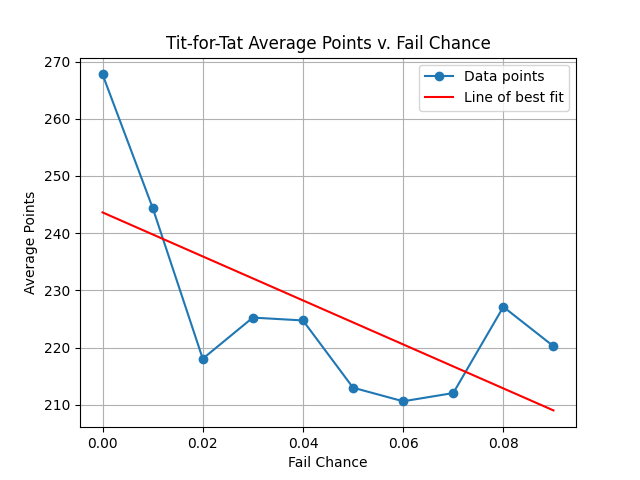 Tit-for-Tat Average Points v. Fail Chance
Data points
Line of best fit
270
260
250
240
230
220
210
Average Points
0.00 0.02 0.04 0.06 0.08
Fail Chance